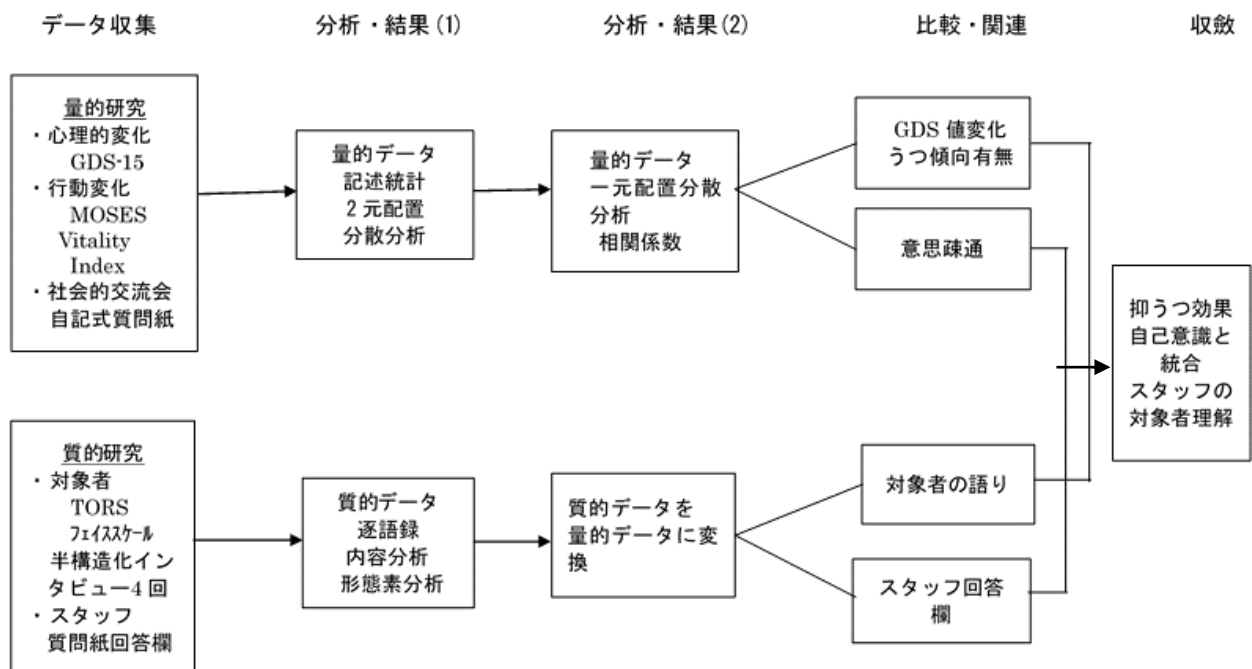 データ収集
分析・結果(1)
分析・結果(2)
比較・関連
収斂
量的研究
・心理的変化
GDS-15
・行動変化
MOSES
Vitality
Index
・社会的交流会
自記式質問紙
量的データ
記述統計
2元配置
分散分析
量的データ
一元配置分散
分析
相関係数
GDS 値変化
うつ傾向有無
意思疎通
抑うつ効果
自己意識と
統合
スタッフの
対象者理解
質的研究
・対象者
TORS
フェイススケール
半構造化イン
タビュー4回
・スタッフ
質問紙回答欄
質的データ
逐語録
内容分析
形態素分析
質的データを
量的データに変
換
対象者の語り
スタッフ回答
欄